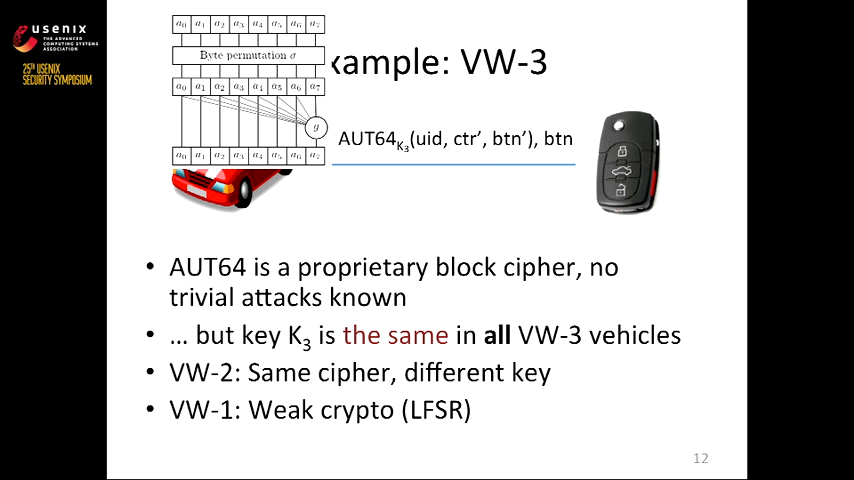 usenix
THE ADVANCED
COMPUTING SYSTEMS
ASSOCIATION
25TH USENIX
SECURITY SYMPOSIUM
xample: VW-3
a0 a1 a2 a3 a4 a5 a6 a7
Byte permutation σ
a0 a1 a2 a3 a4 a5 a6 a7
g
a0 a1 a2 a3 a4 a5 a6 a7
AUT64K3(uid, ctr’, btn’), btn
• AUT64 is a proprietary block cipher, no
trivial attacks known
• … but key K3 is the same in all VW-3 vehicles
• VW-2: Same cipher, different key
• VW-1: Weak crypto (LFSR)
12